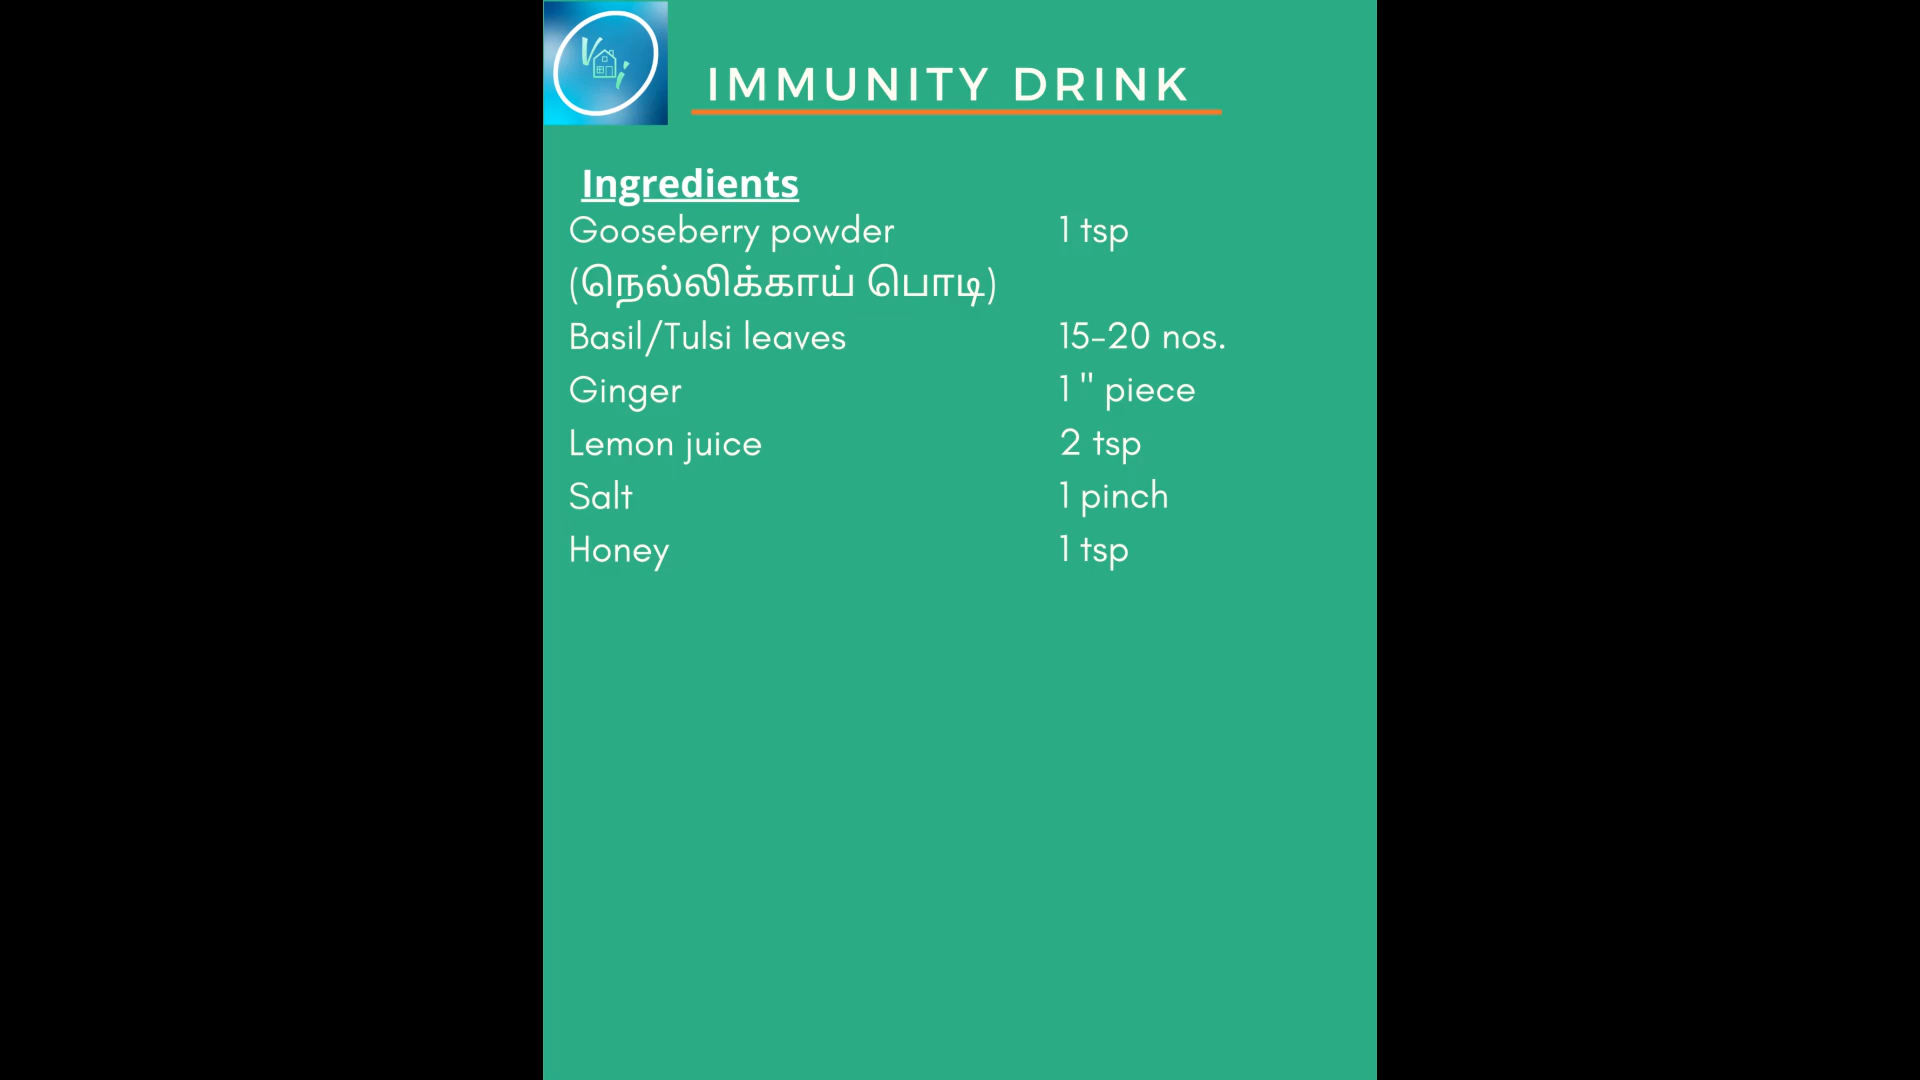 IMMUNITY DRINK
Ingredients
Gooseberry powder 1 tsp
(நெல்லிக்காய் பொடி)
Basil/Tulsi leaves 15-20 nos.
Ginger 1 " piece
Lemon juice 2 tsp
Salt 1 pinch
Honey 1 tsp